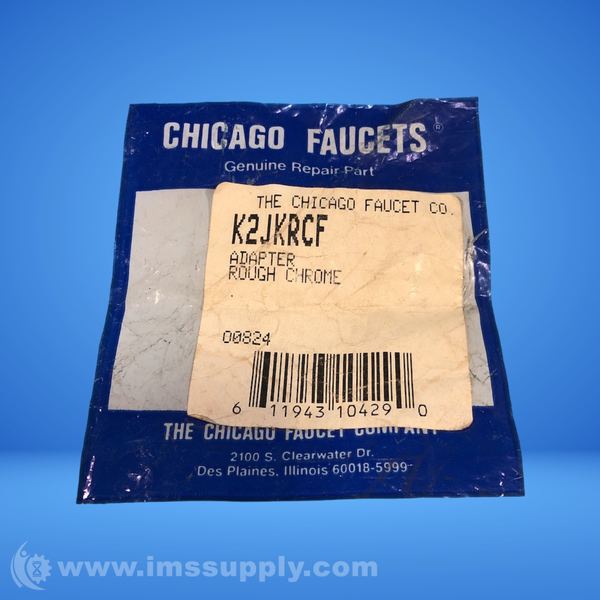 CHICAGO FAUCETS®
Genuine Repair Part
THE CHICAGO FAUCET CO.
K2JKRCF
ADAPTER
ROUGH CHROME
00824
6 11943 10429 0
THE CHICAGO FAUCET COMPANY
2100 S. Clearwater Dr.
Des Plaines, Illinois 60018-5999
www.imssupply.com